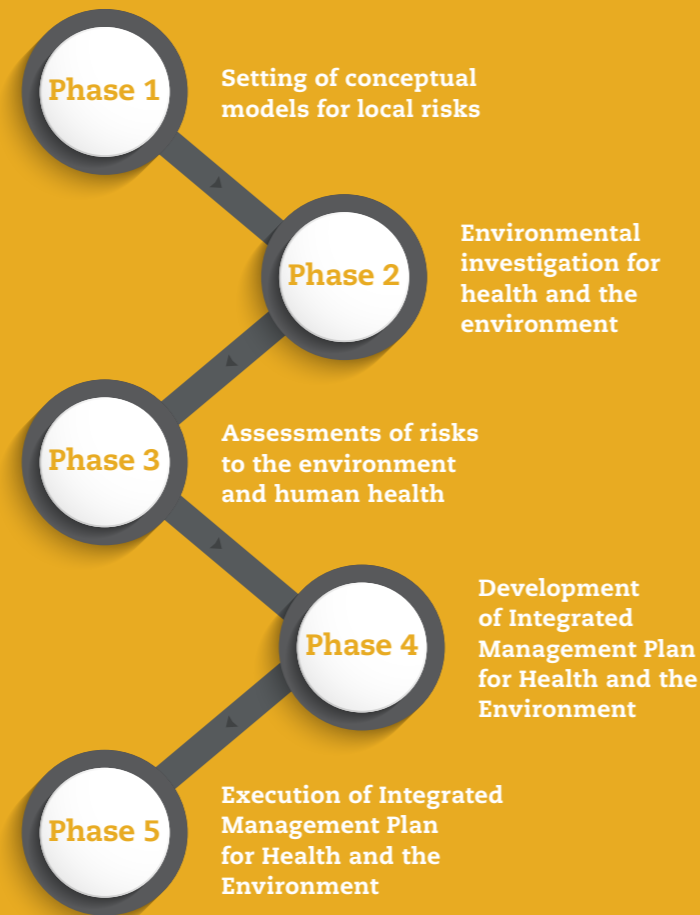 Phase 1
Setting of conceptual
models for local risks
Phase 2
Environmental
investigation for
health and the
environment
Phase 3
Assessments of risks
to the environment
and human health
Phase 4
Development
of Integrated
Management Plan
for Health and the
Environment
Phase 5
Execution of Integrated
Management Plan
for Health and the
Environment